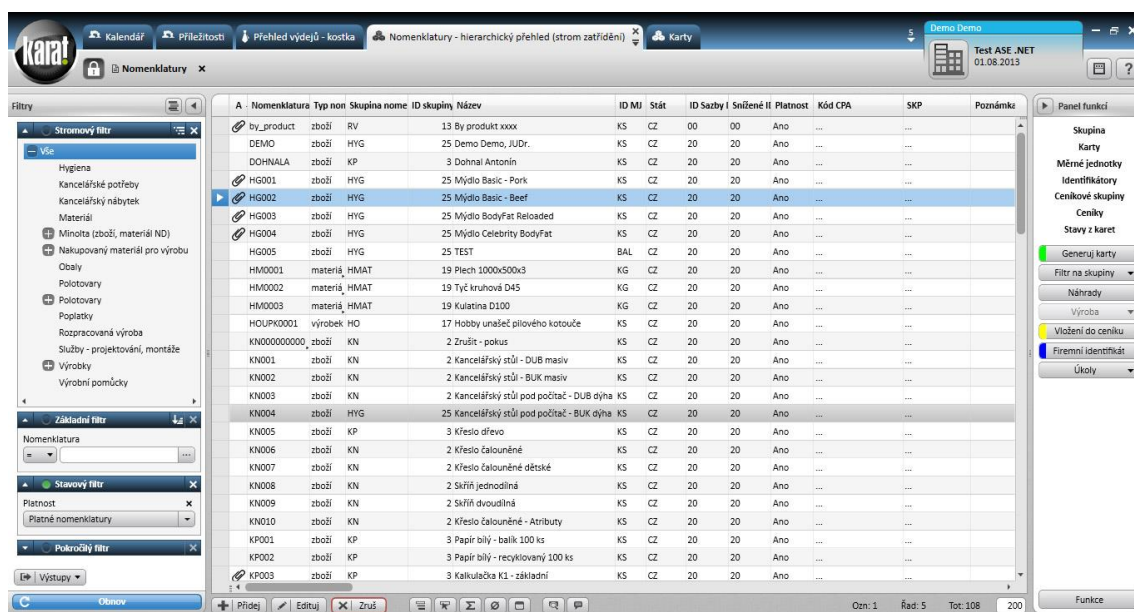 karat
Kalendář
Příležitosti
Přehled výdejů - kostka
Nomenklatury - hierarchický přehled (strom zatřídění)
Karty
5
Demo Demo
Test ASE .NET
01.08.2013
Nomenklatury
?
Filtry
Stromový filtr
Vše
Hygiena
Kancelářské potřeby
Kancelářský nábytek
Materiál
Minolta (zboží, materiál ND)
Nakupovaný materiál pro výrobu
Obaly
Polotovary
Polotovary
Poplatky
Rozpracovaná výroba
Služby - projektování, montáže
Výrobky
Výrobní pomůcky
Základní filtr
Nomenklatura
= ...
Stavový filtr
Platnost
Platné nomenklatury
Pokročilý filtr
Výstupy
Obnov
A Nomenklatura Typ non Skupina nome ID skupiny Název ID MJ Stát ID Sazby I Snížené II Platnost Kód CPA SKP Poznámka
by_product zboží RV 13 By produkt xxxx KS CZ 00 00 Ano ... ...
DEMO zboží HYG 25 Demo Demo, JUDr. KS CZ 20 20 Ano ... ...
DOHNALA zboží KP 3 Dohnal Antonín KS CZ 20 20 Ano ... ...
HG001 zboží HYG 25 Mýdlo Basic - Pork KS CZ 20 20 Ano ... ...
HG002 zboží HYG 25 Mýdlo Basic - Beef KS CZ 20 20 Ano ... ...
HG003 zboží HYG 25 Mýdlo BodyFat Reloaded KS CZ 20 20 Ano ... ...
HG004 zboží HYG 25 Mýdlo Celebrity BodyFat KS CZ 20 20 Ano ... ...
HG005 zboží HYG 25 TEST BAL CZ 20 20 Ano ... ...
HM0001 materiá HMAT 19 Plech 1000x500x3 KG CZ 20 20 Ano ... ...
HM0002 materiá HMAT 19 Tyč kruhová D45 KG CZ 20 20 Ano ... ...
HM0003 materiá HMAT 19 Kulatina D100 KG CZ 20 20 Ano ... ...
HOUPK0001 výrobek HO 17 Hobby unašeč pilového kotouče KS CZ 20 20 Ano ... ...
KN000000000 zboží KN 2 Zrušit - pokus KS CZ 20 20 Ano ... ...
KN001 zboží KN 2 Kancelářský stůl - DUB masiv KS CZ 20 20 Ano ... ...
KN002 zboží KN 2 Kancelářský stůl - BUK masiv KS CZ 20 20 Ano ... ...
KN003 zboží KN 2 Kancelářský stůl pod počítač - DUB dýha KS CZ 20 20 Ano ... ...
KN004 zboží HYG 25 Kancelářský stůl pod počítač - BUK dýha KS CZ 20 20 Ano ... ...
KN005 zboží KP 3 Křeslo dřevo KS CZ 20 20 Ano ... ...
KN006 zboží KN 2 Křeslo čalouněné KS CZ 20 20 Ano ... ...
KN007 zboží KN 2 Křeslo čalouněné dětské KS CZ 20 20 Ano ... ...
KN008 zboží KN 2 Skříň jednodílná KS CZ 20 20 Ano ... ...
KN009 zboží KN 2 Skříň dvoudílná KS CZ 20 20 Ano ... ...
KN010 zboží KN 2 Křeslo čalouněné - Atributy KS CZ 20 20 Ano ... ...
KP001 zboží KP 3 Papír bílý - balík 100 ks KS CZ 20 20 Ano ... ...
KP002 zboží KP 3 Papír bílý - recyklovaný 100 ks KS CZ 20 20 Ano ... ...
KP003 zboží KP 3 Kalkulačka K1 - základní KS CZ 20 20 Ano ... ...
Přidej
Edituj
Zruš
Ozn: 1 Řad: 5 Tot: 108 200
Panel funkcí
Skupina
Karty
Měrné jednotky
Identifikátory
Ceníkové skupiny
Ceníky
Stavy z karet
Generuj karty
Filtr na skupiny
Náhrady
Výroba
Vložení do ceníku
Firemní identifikát
Úkoly
Funkce